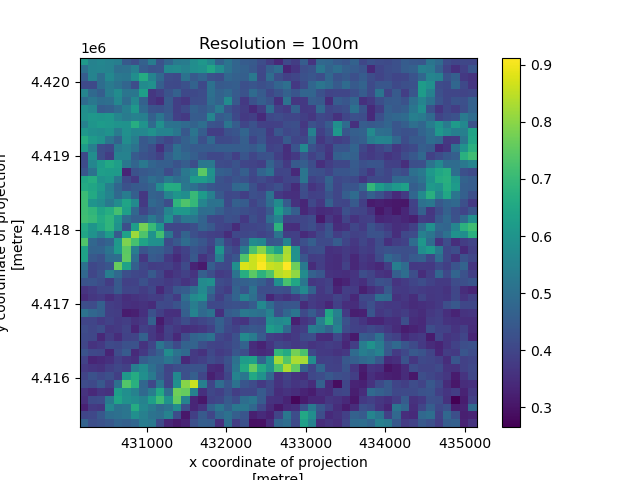 Resolution = 100m
1e6
4.420
4.419
4.418
4.417
4.416
y coordinate of projection
[metre]
431000 432000 433000 434000 435000
x coordinate of projection
[metre]
0.9
0.8
0.7
0.6
0.5
0.4
0.3